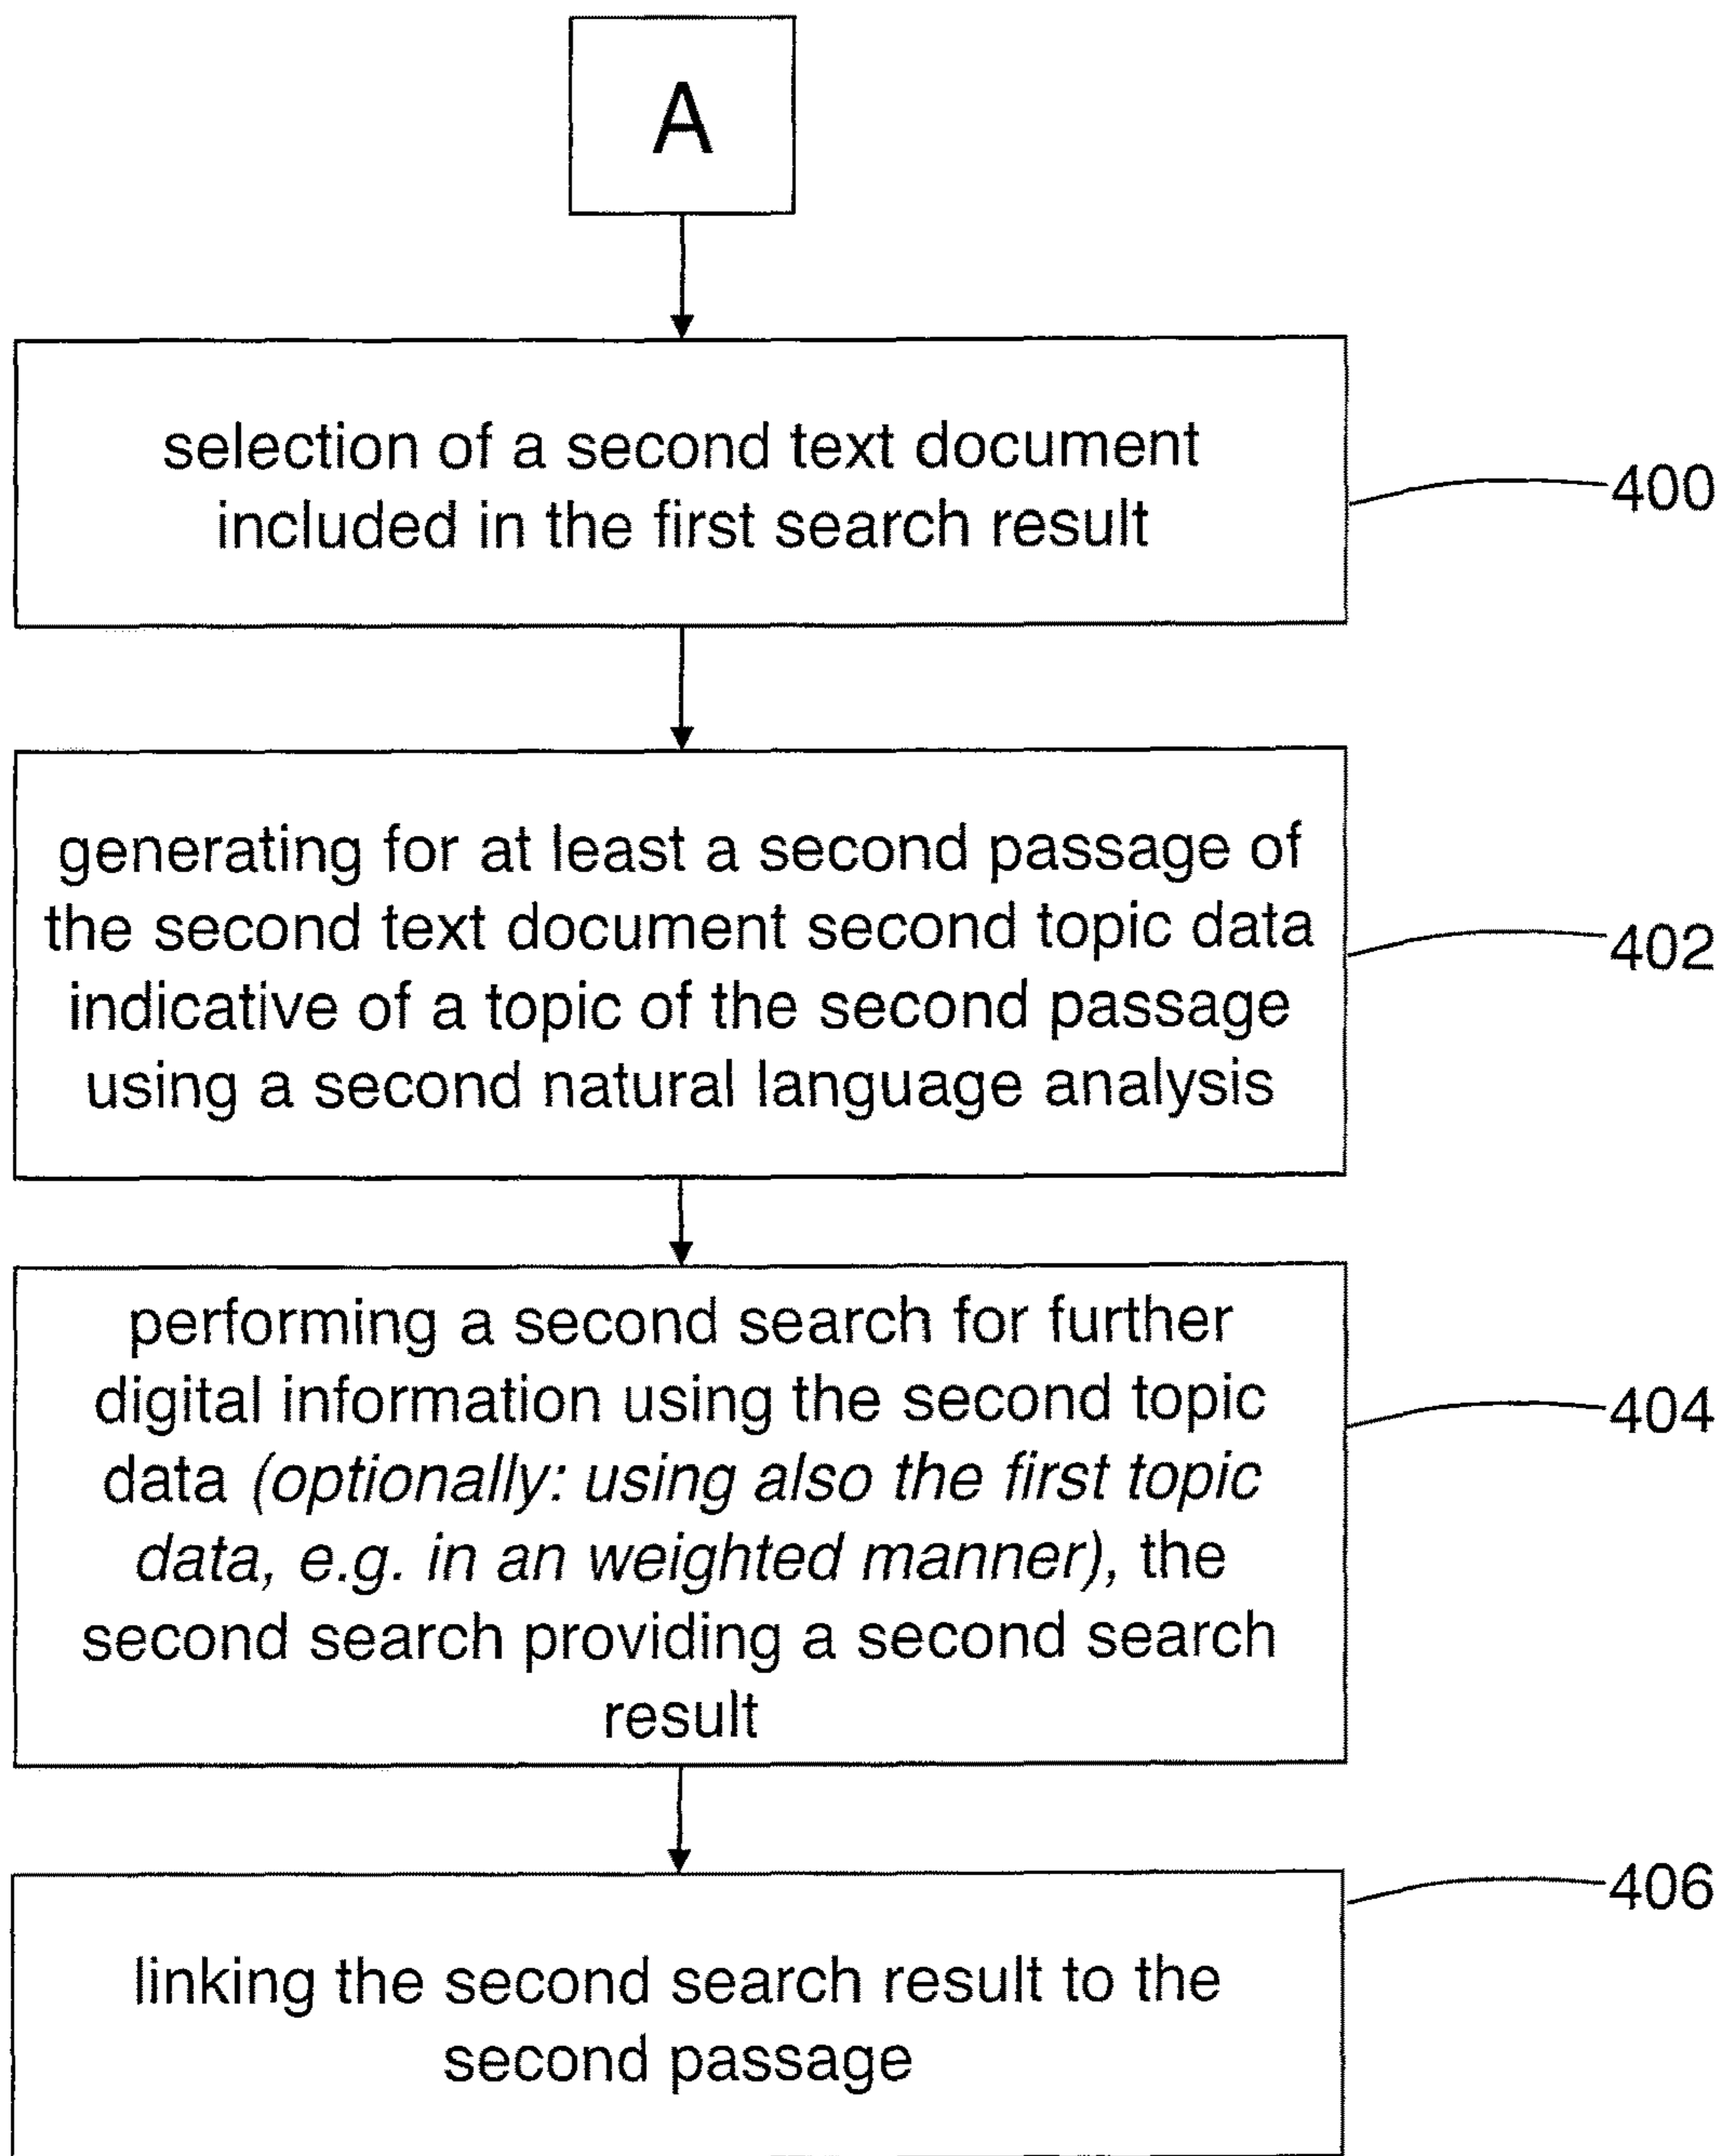 A
selection of a second text document
included in the first search result
400
generating for at least a second passage of
the second text document second topic data
indicative of a topic of the second passage
using a second natural language analysis
402
performing a second search for further
digital information using the second topic
data (optionally: using also the first topic
data, e.g. in an weighted manner), the
second search providing a second search
result
404
linking the second search result to the
second passage
406